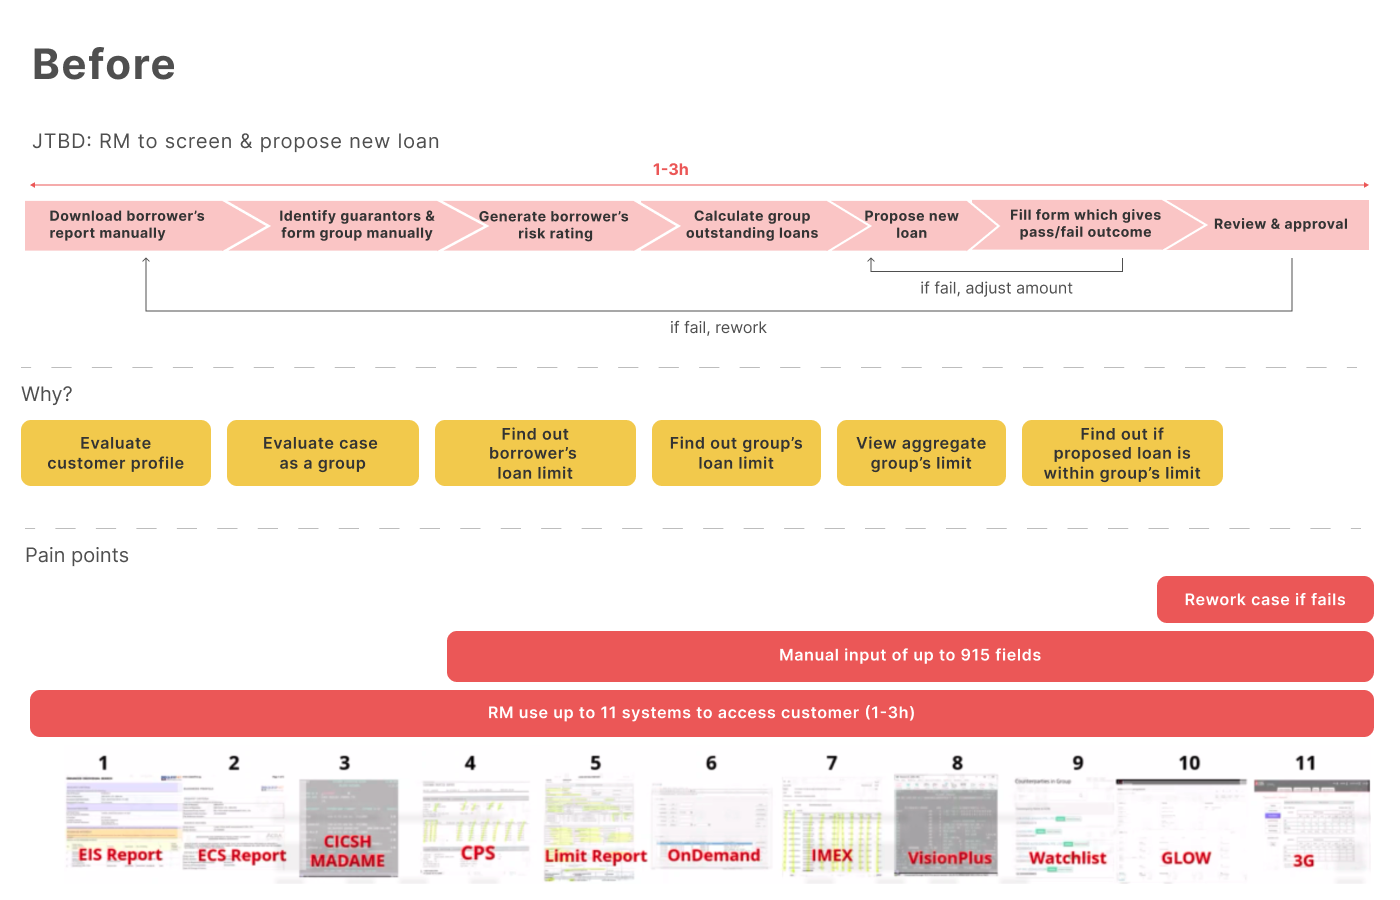 Before
JTBD: RM to screen & propose new loan
1-3h
Download borrower's
report manually
Identify guarantors &
form group manually
Generate borrower's
risk rating
Calculate group
outstanding loans
Propose new
loan
Fill form which gives
pass/fail outcome
Review & approval
if fail, adjust amount
if fail, rework
Why?
Evaluate
customer profile
Evaluate case
as a group
Find out
borrower's
loan limit
Find out group's
loan limit
View aggregate
group's limit
Find out if
proposed loan is
within group's limit
Pain points
Rework case if fails
Manual input of up to 915 fields
RM use up to 11 systems to access customer (1-3h)
1
2
3
4
5
6
7
8
9
10
11
Counterparties in Group
EIS Report
ECS Report
CICSH
MADAME
CPS
Limit Report
OnDemand
IMEX
VisionPlus
Watchlist
GLOW
3G